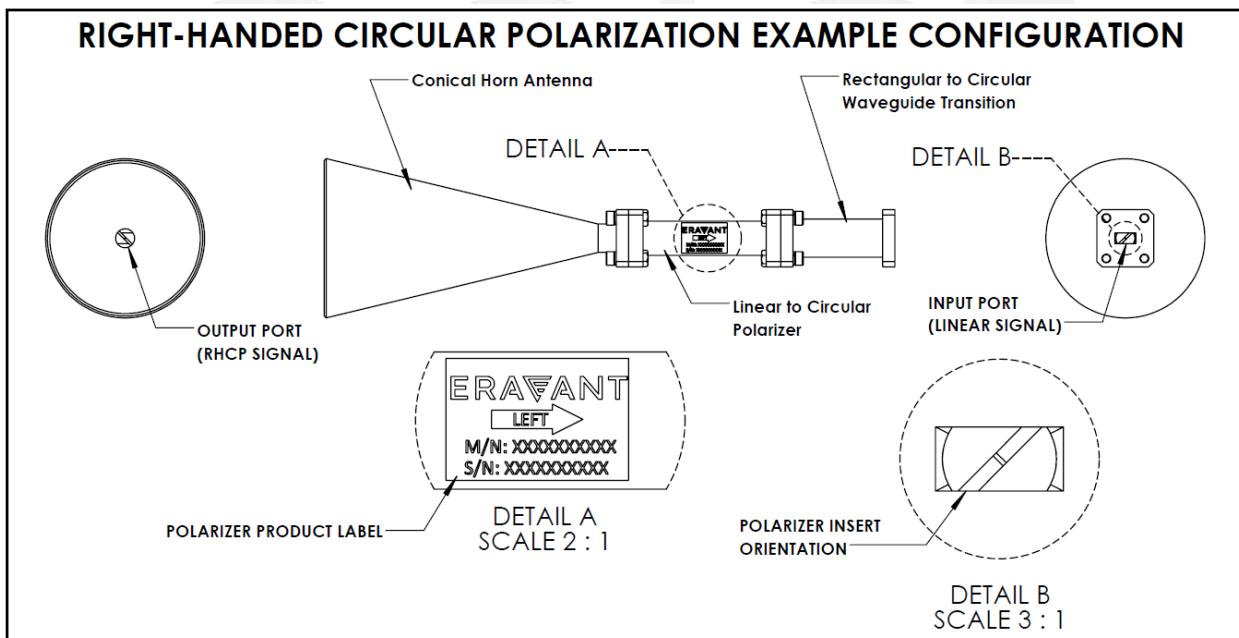 RIGHT-HANDED CIRCULAR POLARIZATION EXAMPLE CONFIGURATION
Conical Horn Antenna
Rectangular to Circular
Waveguide Transition
DETAIL A
DETAIL B
ERAVANT
OUTPUT PORT
(RHCP SIGNAL)
Linear to Circular
Polarizer
INPUT PORT
(LINEAR SIGNAL)
ERAVANT
LEFT
M/N: XXXXXXXXXX
S/N: XXXXXXXXXX
POLARIZER PRODUCT LABEL
DETAIL A
SCALE 2 : 1
POLARIZER INSERT
ORIENTATION
DETAIL B
SCALE 3 : 1